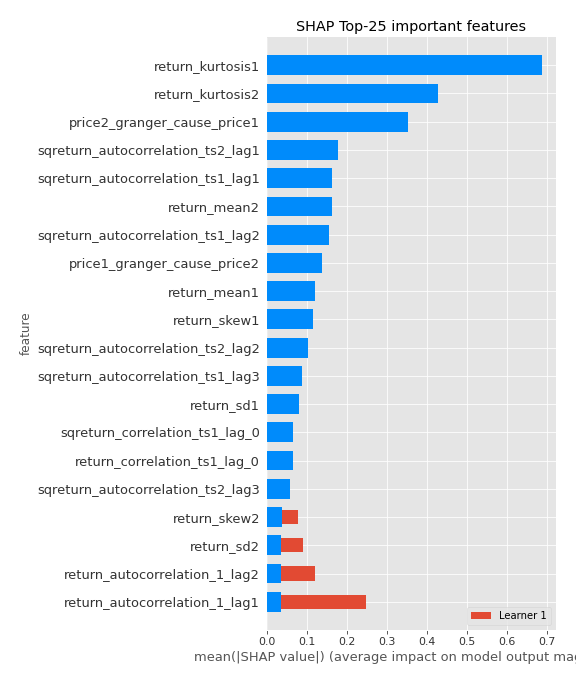 SHAP Top-25 important features
return_kurtosis1
return_kurtosis2
price2_granger_cause_price1
sqreturn_autocorrelation_ts2_lag1
sqreturn_autocorrelation_ts1_lag1
return_mean2
sqreturn_autocorrelation_ts1_lag2
price1_granger_cause_price2
return_mean1
return_skew1
sqreturn_autocorrelation_ts2_lag2
sqreturn_autocorrelation_ts1_lag3
return_sd1
sqreturn_correlation_ts1_lag_0
return_correlation_ts1_lag_0
sqreturn_autocorrelation_ts2_lag3
return_skew2
return_sd2
return_autocorrelation_1_lag2
return_autocorrelation_1_lag1
feature
Learner 1
0.0 0.1 0.2 0.3 0.4 0.5 0.6 0.7
mean(|SHAP value|) (average impact on model output mag